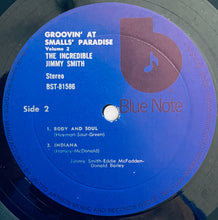 GROOVIN' AT
SMALLS' PARADISE
Volume 2
THE INCREDIBLE
JIMMY SMITH
Stereo
BST-81586
Side 2
Blue Note
1. BODY AND SOUL
(Heyman-Sour-Green)
2. INDIANA
(Hanley-McDonald)
Jimmy Smith-Eddie McFadden-
Donald Bailey